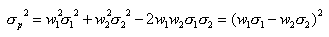 σ_p² = w₁²σ₁² + w₂²σ₂² − 2w₁w₂σ₁σ₂ = (w₁σ₁ − w₂σ₂)²